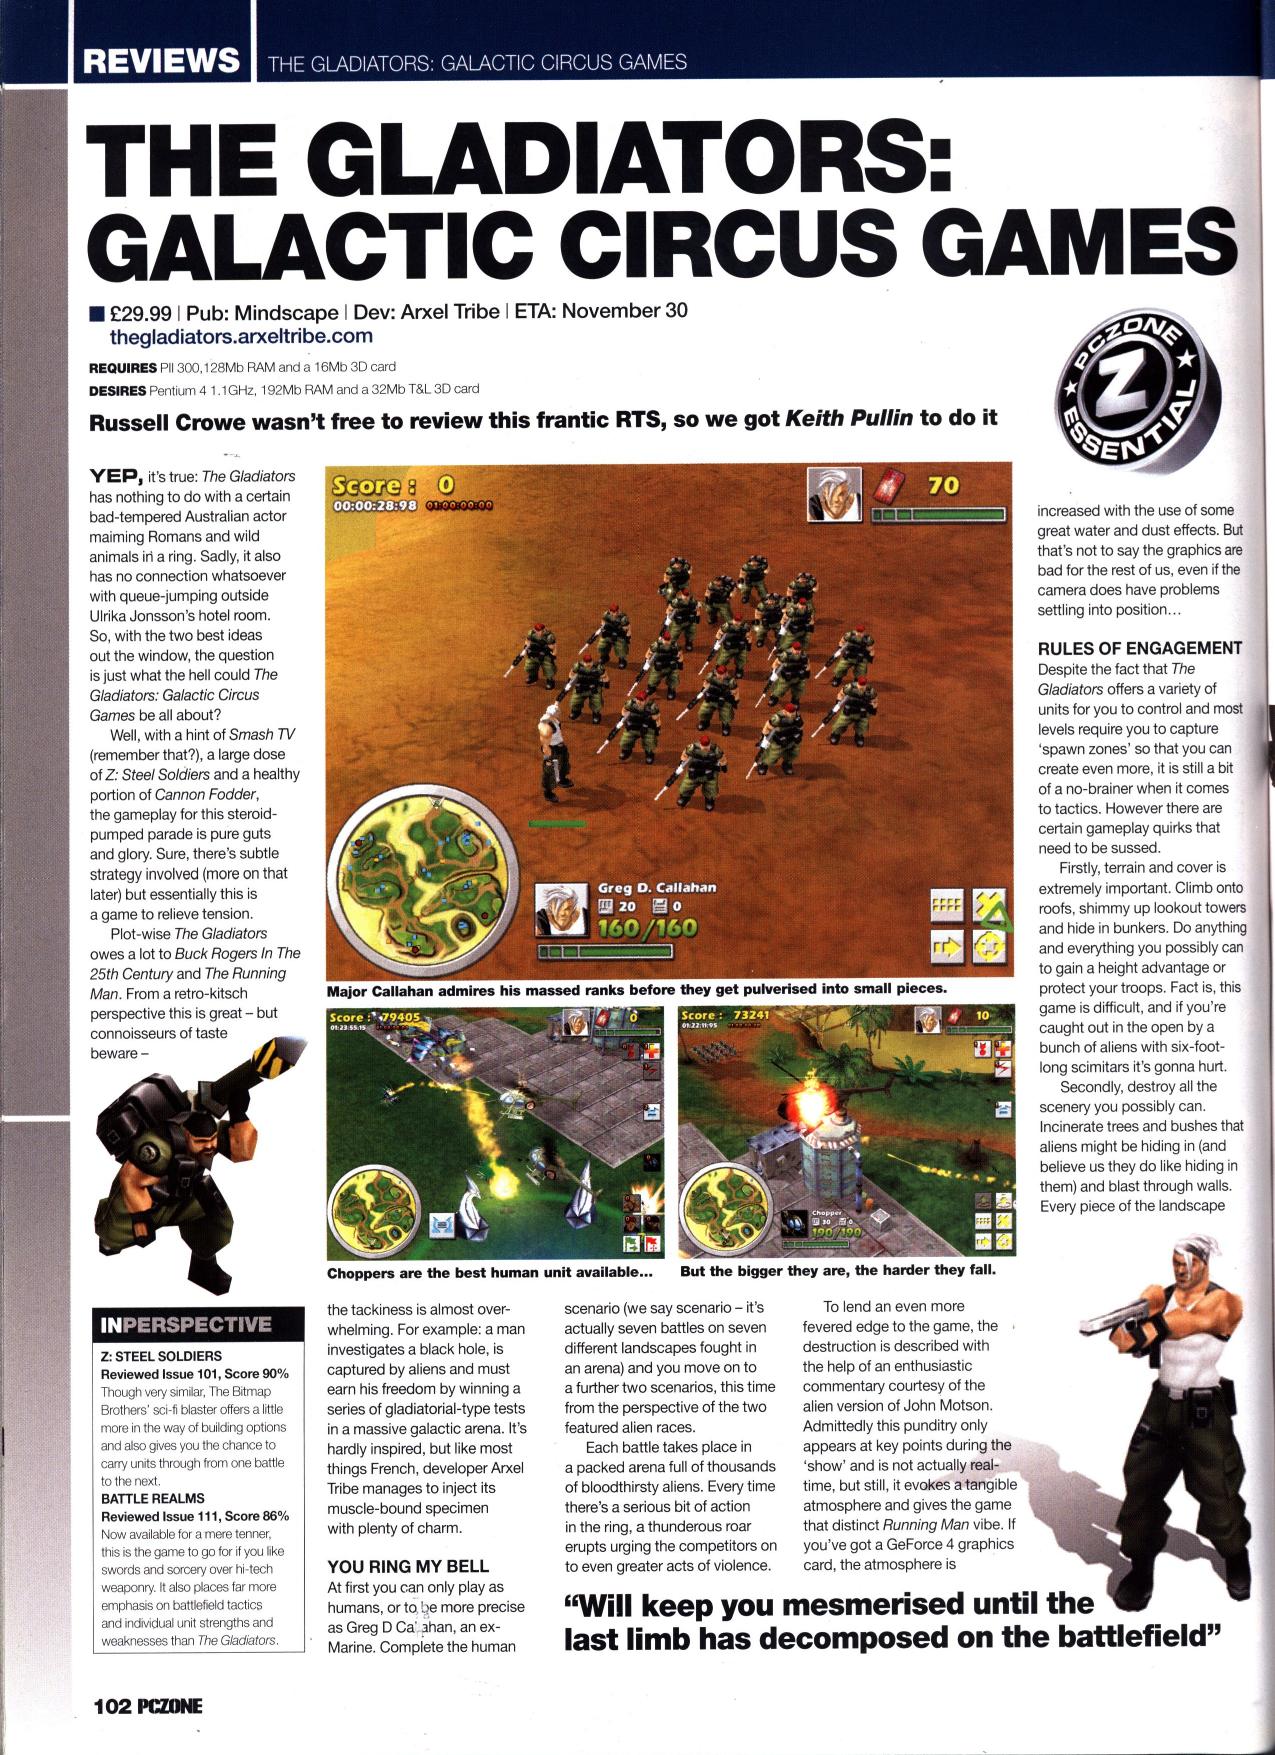 REVIEWS
THE GLADIATORS: GALACTIC CIRCUS GAMES
THE GLADIATORS:
GALACTIC CIRCUS GAMES
£29.99 | Pub: Mindscape | Dev: Arxel Tribe | ETA: November 30
thegladiators.arxeltribe.com
REQUIRES PII 300,128Mb RAM and a 16Mb 3D card
DESIRES Pentium 4 1.1GHz, 192Mb RAM and a 32Mb T&L 3D card
Russell Crowe wasn't free to review this frantic RTS, so we got Keith Pullin to do it
PCZONE
Z
ESSENTIAL
YEP, it's true: The Gladiators
has nothing to do with a certain
bad-tempered Australian actor
maiming Romans and wild
animals in a ring. Sadly, it also
has no connection whatsoever
with queue-jumping outside
Ulrika Jonsson's hotel room.
So, with the two best ideas
out the window, the question
is just what the hell could The
Gladiators: Galactic Circus
Games be all about?
Well, with a hint of Smash TV
(remember that?), a large dose
of Z: Steel Soldiers and a healthy
portion of Cannon Fodder,
the gameplay for this steroid-
pumped parade is pure guts
and glory. Sure, there's subtle
strategy involved (more on that
later) but essentially this is
a game to relieve tension.
Plot-wise The Gladiators
owes a lot to Buck Rogers In The
25th Century and The Running
Man. From a retro-kitsch
perspective this is great – but
connoisseurs of taste
beware –
Score : 0
00:00:28:98 01:00:00:00
70
Greg D. Callahan
20 0
160/160
Major Callahan admires his massed ranks before they get pulverised into small pieces.
Score : 79405
01:23:55:15
0
Choppers are the best human unit available...
Score : 73241
01:22:11:95
10
Chopper
30 0
190/190
But the bigger they are, the harder they fall.
INPERSPECTIVE
Z: STEEL SOLDIERS
Reviewed Issue 101, Score 90%
Though very similar, The Bitmap
Brothers' sci-fi blaster offers a little
more in the way of building options
and also gives you the chance to
carry units through from one battle
to the next.
BATTLE REALMS
Reviewed Issue 111, Score 86%
Now available for a mere tenner,
this is the game to go for if you like
swords and sorcery over hi-tech
weaponry. It also places far more
emphasis on battlefield tactics
and individual unit strengths and
weaknesses than The Gladiators.
the tackiness is almost over-
whelming. For example: a man
investigates a black hole, is
captured by aliens and must
earn his freedom by winning a
series of gladiatorial-type tests
in a massive galactic arena. It's
hardly inspired, but like most
things French, developer Arxel
Tribe manages to inject its
muscle-bound specimen
with plenty of charm.
YOU RING MY BELL
At first you can only play as
humans, or to be more precise
as Greg D Callahan, an ex-
Marine. Complete the human
scenario (we say scenario – it's
actually seven battles on seven
different landscapes fought in
an arena) and you move on to
a further two scenarios, this time
from the perspective of the two
featured alien races.
Each battle takes place in
a packed arena full of thousands
of bloodthirsty aliens. Every time
there's a serious bit of action
in the ring, a thunderous roar
erupts urging the competitors on
to even greater acts of violence.
To lend an even more
fevered edge to the game, the
destruction is described with
the help of an enthusiastic
commentary courtesy of the
alien version of John Motson.
Admittedly this punditry only
appears at key points during the
'show' and is not actually real-
time, but still, it evokes a tangible
atmosphere and gives the game
that distinct Running Man vibe. If
you've got a GeForce 4 graphics
card, the atmosphere is
increased with the use of some
great water and dust effects. But
that's not to say the graphics are
bad for the rest of us, even if the
camera does have problems
settling into position...
RULES OF ENGAGEMENT
Despite the fact that The
Gladiators offers a variety of
units for you to control and most
levels require you to capture
'spawn zones' so that you can
create even more, it is still a bit
of a no-brainer when it comes
to tactics. However there are
certain gameplay quirks that
need to be sussed.
Firstly, terrain and cover is
extremely important. Climb onto
roofs, shimmy up lookout towers
and hide in bunkers. Do anything
and everything you possibly can
to gain a height advantage or
protect your troops. Fact is, this
game is difficult, and if you're
caught out in the open by a
bunch of aliens with six-foot-
long scimitars it's gonna hurt.
Secondly, destroy all the
scenery you possibly can.
Incinerate trees and bushes that
aliens might be hiding in (and
believe us they do like hiding in
them) and blast through walls.
Every piece of the landscape
"Will keep you mesmerised until the
last limb has decomposed on the battlefield"
102 PCZONE